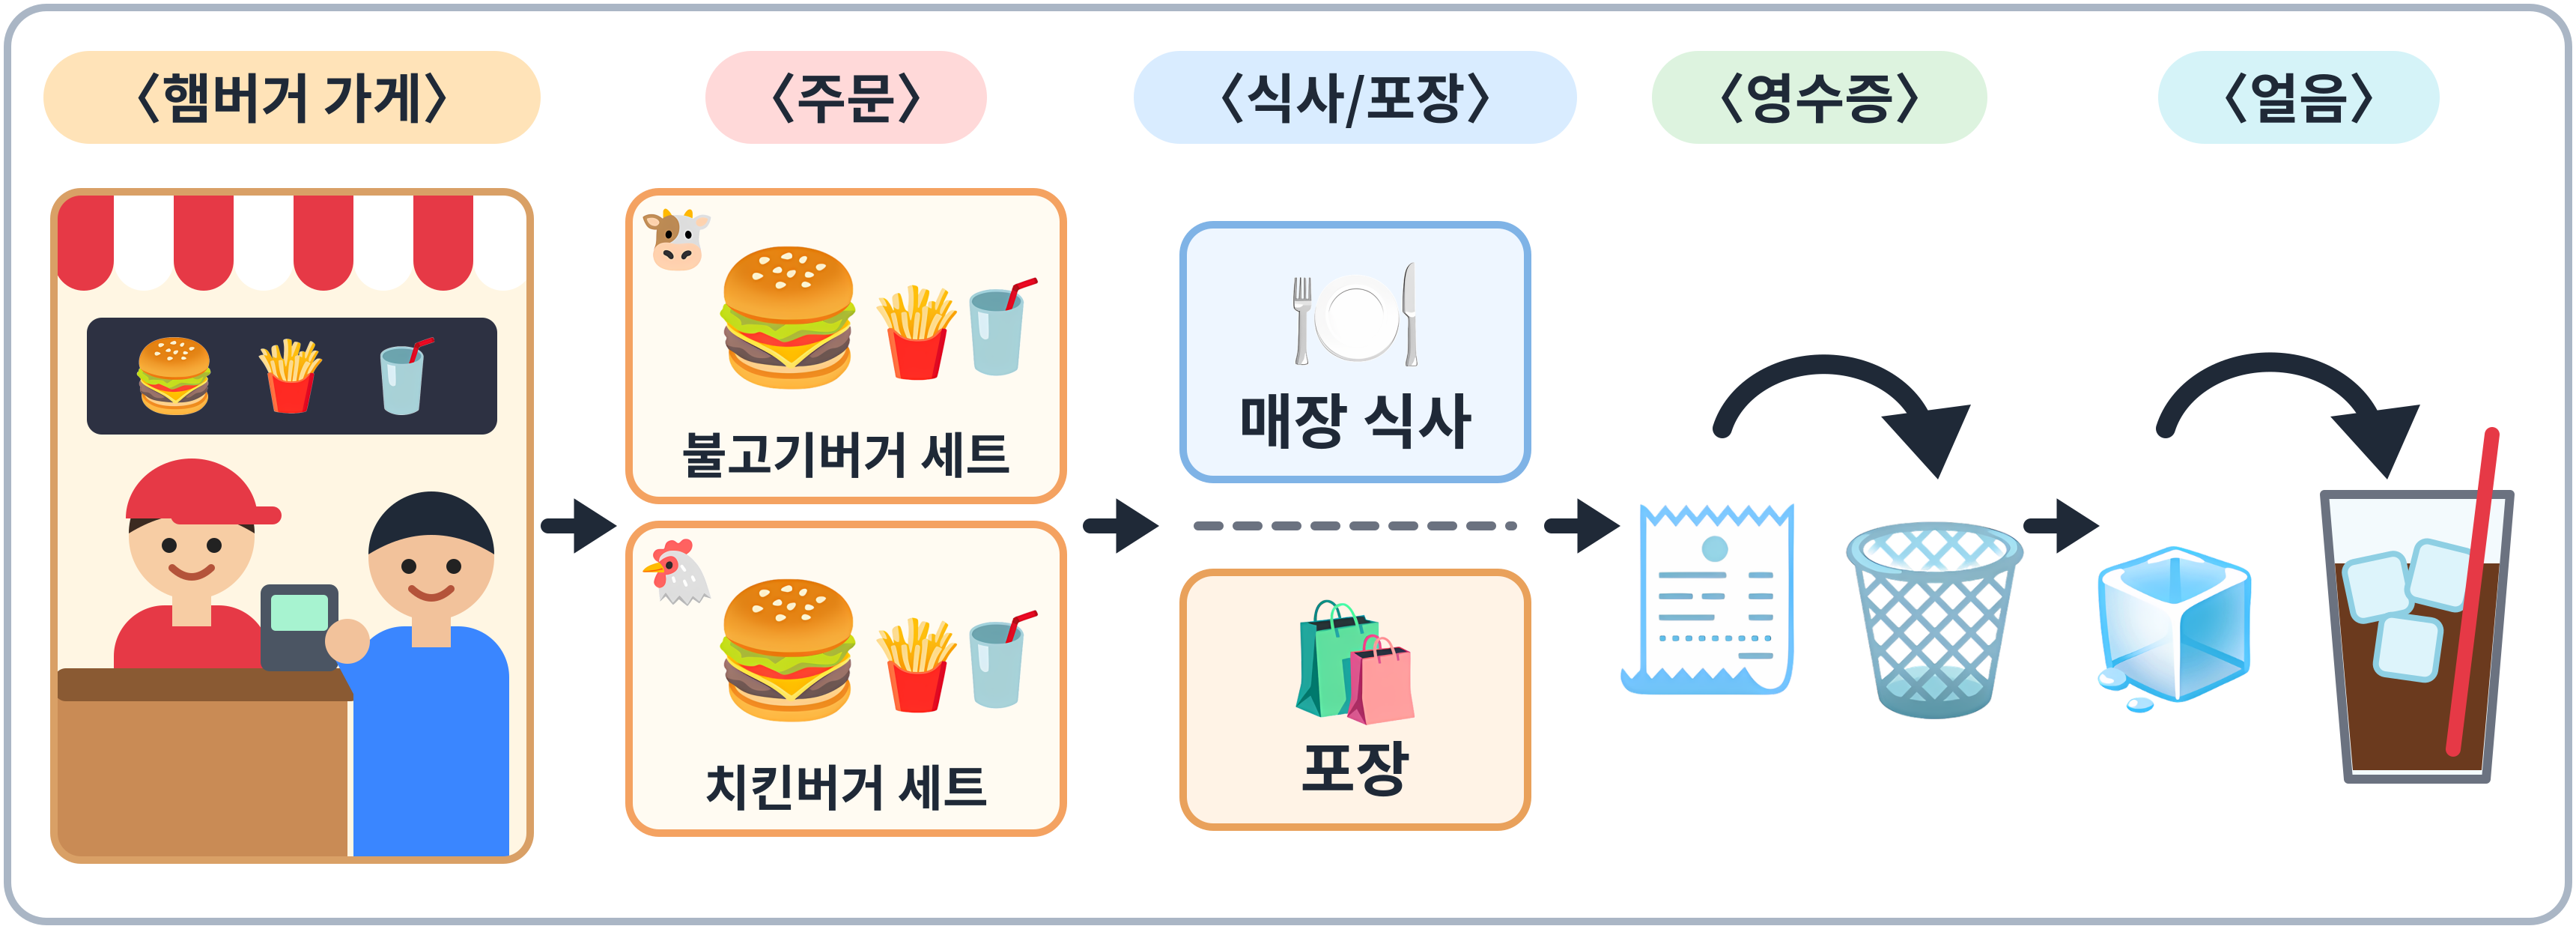 〈햄버거 가게〉
〈주문〉
〈식사/포장〉
〈영수증〉
〈얼음〉
불고기버거 세트
치킨버거 세트
매장 식사
포장